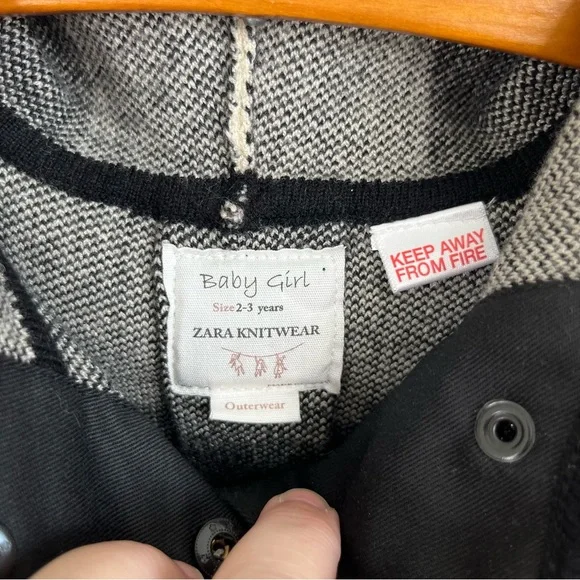 Baby Girl
Size 2-3 years
ZARA KNITWEAR
Outerwear
KEEP AWAY
FROM FIRE